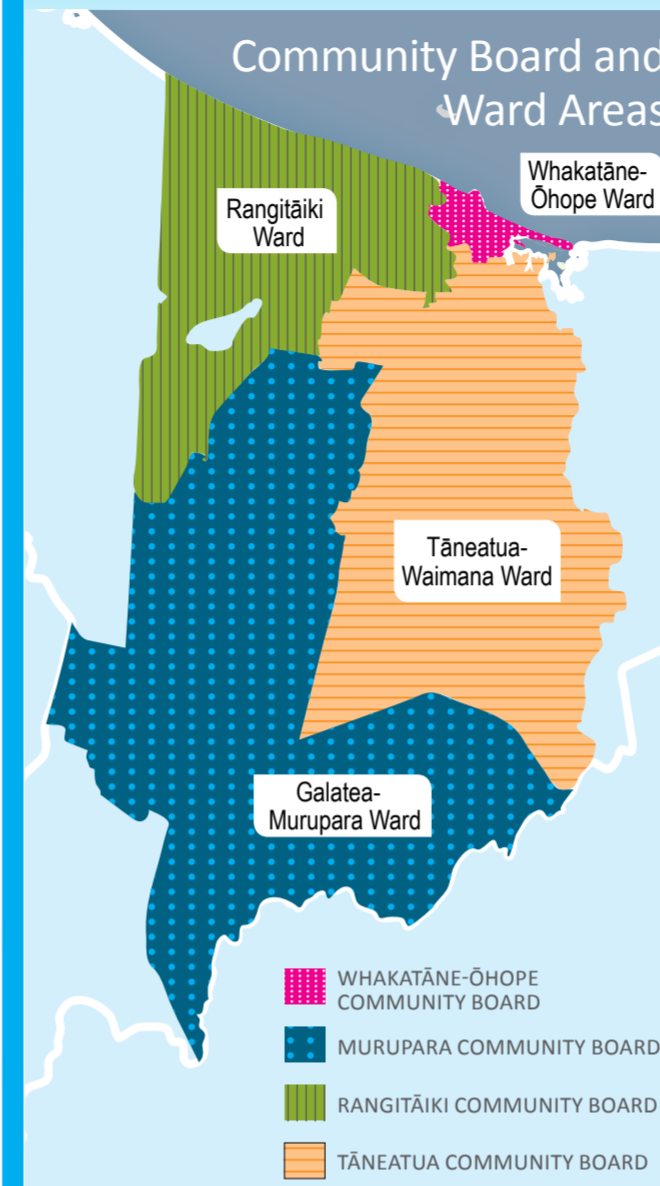 Community Board and
Ward Areas
Whakatāne-
Ōhope Ward
Rangitāiki
Ward
Tāneatua-
Waimana Ward
Galatea-
Murupara Ward
WHAKATĀNE-ŌHOPE
COMMUNITY BOARD
MURUPARA COMMUNITY BOARD
RANGITĀIKI COMMUNITY BOARD
TĀNEATUA COMMUNITY BOARD